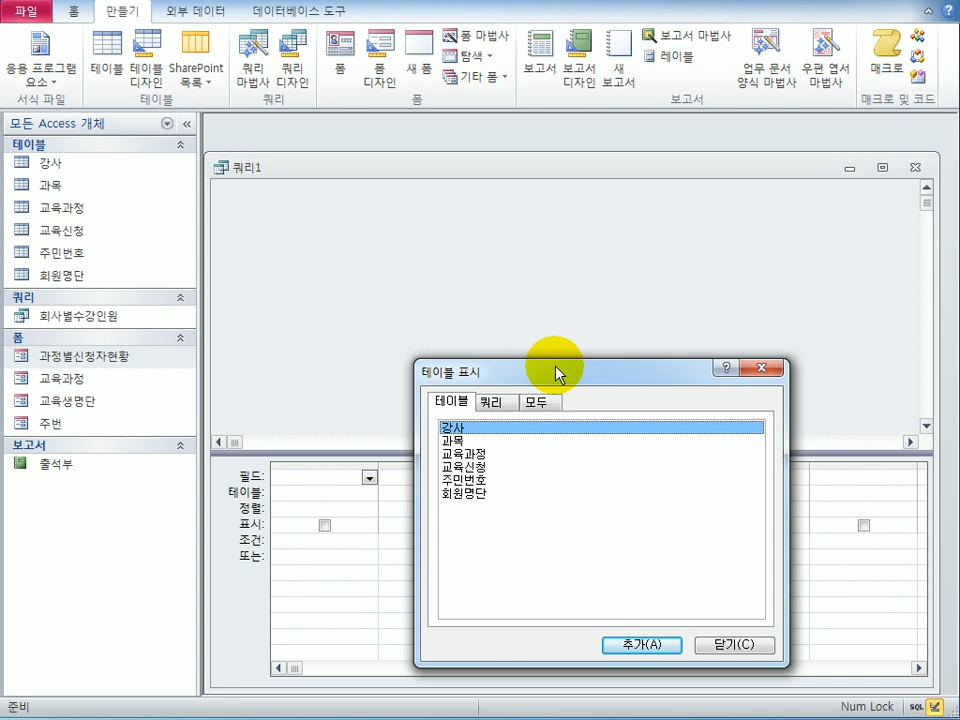 파일 홈 만들기 외부 데이터 데이터베이스 도구
응용 프로그램 요소
서식 파일
테이블
테이블 디자인
SharePoint 목록
테이블
쿼리 마법사
쿼리 디자인
쿼리
폼
폼 디자인
새 폼
폼 마법사
탐색
기타 폼
폼
보고서
보고서 디자인
새 보고서
보고서 마법사
레이블
업무 문서 양식 마법사
우편 엽서 마법사
보고서
매크로
매크로 및 코드
모든 Access 개체
테이블
강사
과목
교육과정
교육신청
주민번호
회원명단
쿼리
회사별수강인원
폼
과정별신청자현황
교육과정
교육생명단
주번
보고서
출석부
쿼리1
필드:
테이블:
정렬:
표시:
조건:
또는:
테이블 표시
테이블 쿼리 모두
강사
과목
교육과정
교육신청
주민번호
회원명단
추가(A) 닫기(C)
준비
Num Lock
SQL